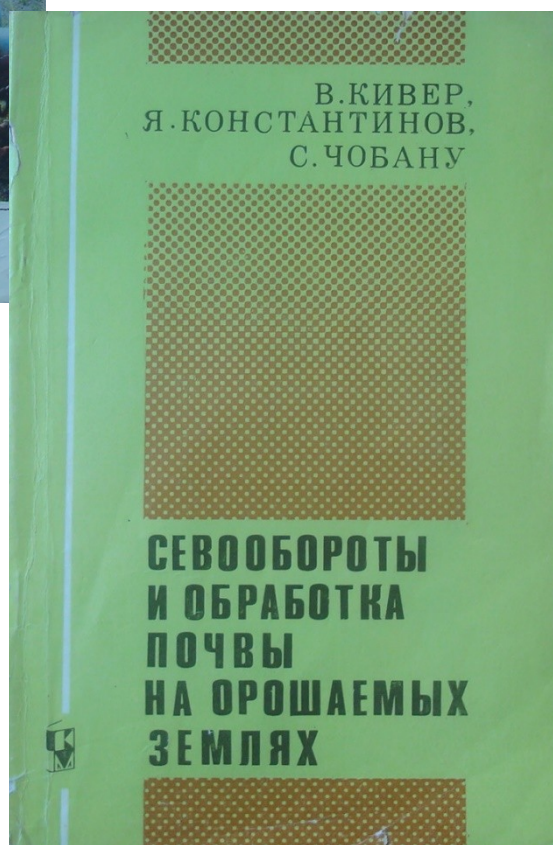 В.КИВЕР,
Я.КОНСТАНТИНОВ,
С.ЧОБАНУ
СЕВООБОРОТЫ
И ОБРАБОТКА
ПОЧВЫ
НА ОРОШАЕМЫХ
ЗЕМЛЯХ